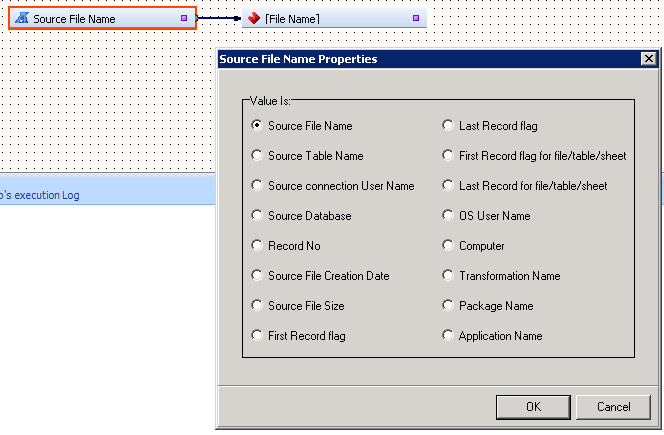 Source File Name
[File Name]
Source File Name Properties
Value Is:
Source File Name
Last Record flag
Source Table Name
First Record flag for file/table/sheet
Source connection User Name
Last Record for file/table/sheet
Source Database
OS User Name
Record No
Computer
Source File Creation Date
Transformation Name
Source File Size
Package Name
First Record flag
Application Name
OK
Cancel
o's execution Log